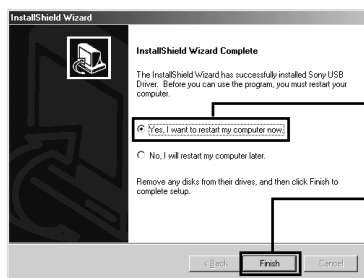 InstallShield Wizard
InstallShield Wizard Complete
The InstallShield Wizard has successfully installed Sony USB
Driver. Before you can use the program, you must restart your
computer.
Yes, I want to restart my computer now.
No, I will restart my computer later.
Remove any disks from their drives, and then click Finish to
complete setup.
< Back
Finish
Cancel